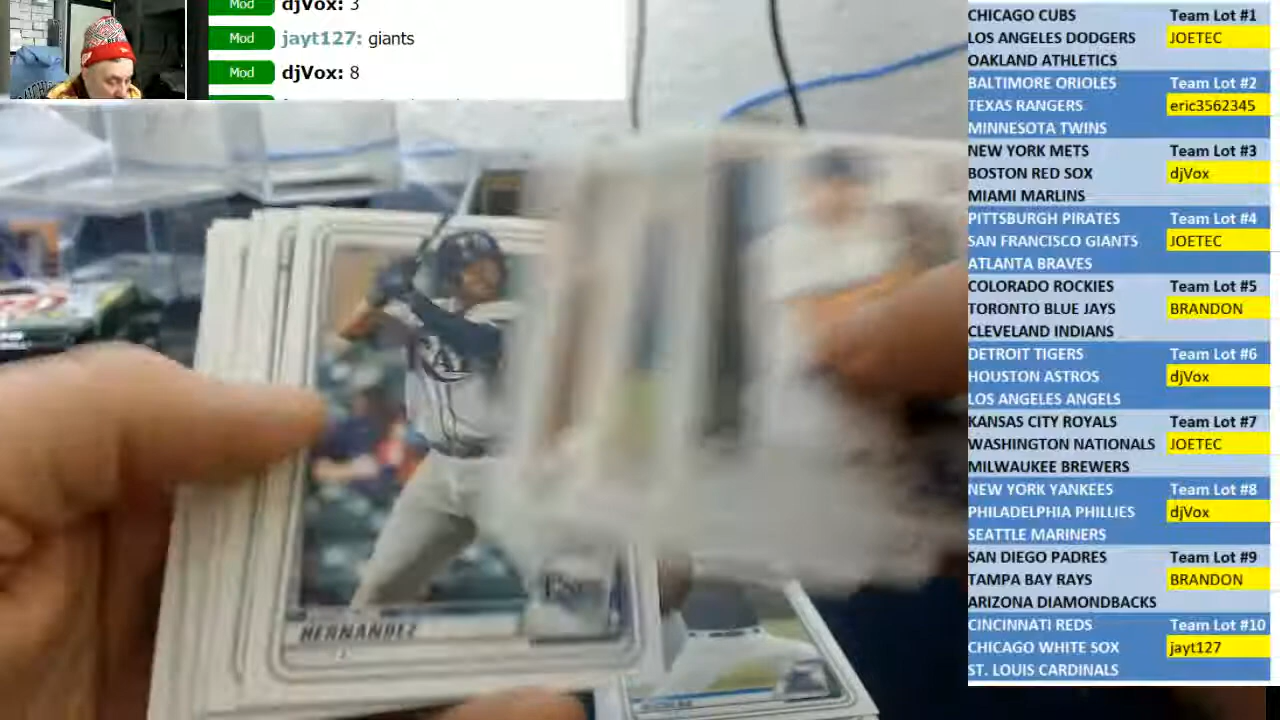 djVox: 3
Mod jayt127: giants
Mod djVox: 8
CHICAGO CUBS Team Lot #1
LOS ANGELES DODGERS JOETEC
OAKLAND ATHLETICS
BALTIMORE ORIOLES Team Lot #2
TEXAS RANGERS eric3562345
MINNESOTA TWINS
NEW YORK METS Team Lot #3
BOSTON RED SOX djVox
MIAMI MARLINS
PITTSBURGH PIRATES Team Lot #4
SAN FRANCISCO GIANTS JOETEC
ATLANTA BRAVES
COLORADO ROCKIES Team Lot #5
TORONTO BLUE JAYS BRANDON
CLEVELAND INDIANS
DETROIT TIGERS Team Lot #6
HOUSTON ASTROS djVox
LOS ANGELES ANGELS
KANSAS CITY ROYALS Team Lot #7
WASHINGTON NATIONALS JOETEC
MILWAUKEE BREWERS
NEW YORK YANKEES Team Lot #8
PHILADELPHIA PHILLIES djVox
SEATTLE MARINERS
SAN DIEGO PADRES Team Lot #9
TAMPA BAY RAYS BRANDON
ARIZONA DIAMONDBACKS
CINCINNATI REDS Team Lot #10
CHICAGO WHITE SOX jayt127
ST. LOUIS CARDINALS
HERNANDEZ